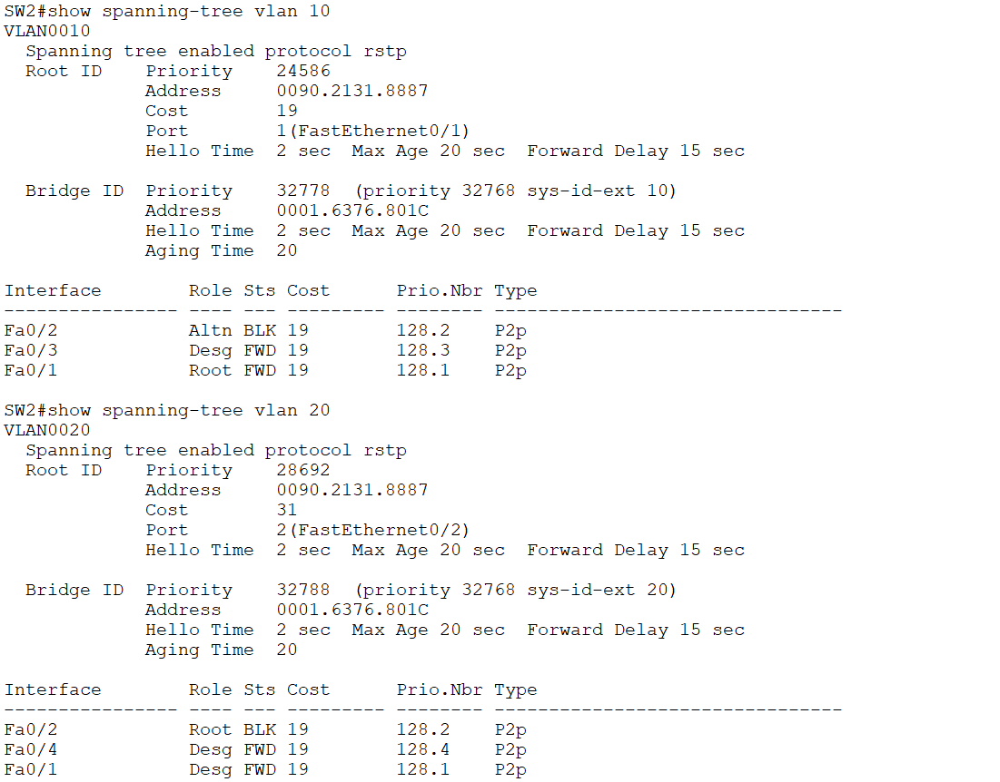 SW2#show spanning-tree vlan 10
VLAN0010
  Spanning tree enabled protocol rstp
  Root ID    Priority    24586
             Address     0090.2131.8887
             Cost        19
             Port        1(FastEthernet0/1)
             Hello Time  2 sec  Max Age 20 sec  Forward Delay 15 sec

  Bridge ID  Priority    32778  (priority 32768 sys-id-ext 10)
             Address     0001.6376.801C
             Hello Time  2 sec  Max Age 20 sec  Forward Delay 15 sec
             Aging Time  20

Interface        Role Sts Cost      Prio.Nbr Type
---------------- ---- --- --------- -------- --------------------------------
Fa0/2            Altn BLK 19        128.2    P2p
Fa0/3            Desg FWD 19        128.3    P2p
Fa0/1            Root FWD 19        128.1    P2p

SW2#show spanning-tree vlan 20
VLAN0020
  Spanning tree enabled protocol rstp
  Root ID    Priority    28692
             Address     0090.2131.8887
             Cost        31
             Port        2(FastEthernet0/2)
             Hello Time  2 sec  Max Age 20 sec  Forward Delay 15 sec

  Bridge ID  Priority    32788  (priority 32768 sys-id-ext 20)
             Address     0001.6376.801C
             Hello Time  2 sec  Max Age 20 sec  Forward Delay 15 sec
             Aging Time  20

Interface        Role Sts Cost      Prio.Nbr Type
---------------- ---- --- --------- -------- --------------------------------
Fa0/2            Root BLK 19        128.2    P2p
Fa0/4            Desg FWD 19        128.4    P2p
Fa0/1            Desg FWD 19        128.1    P2p